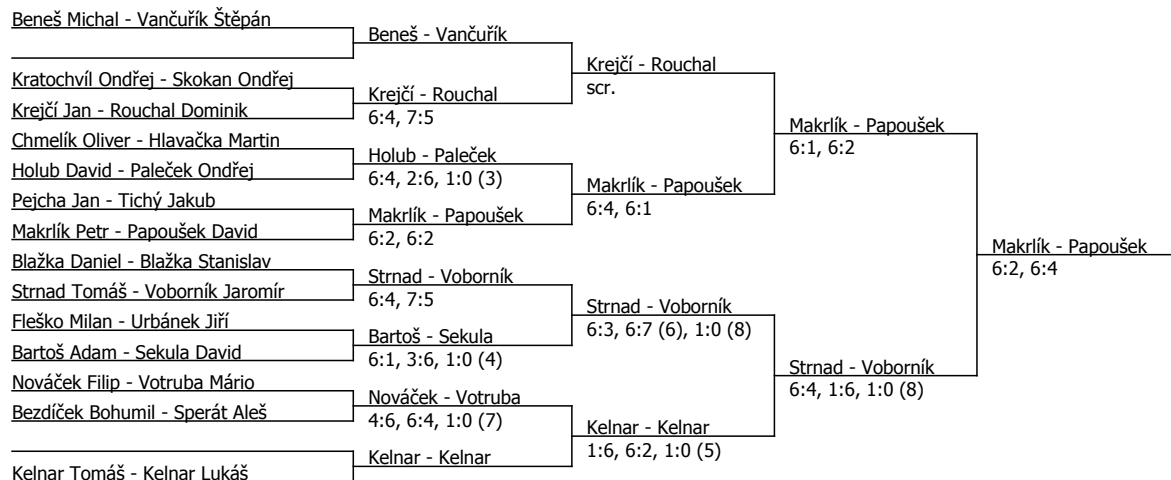 Beneš Michal - Vančuřík Štěpán
Kratochvíl Ondřej - Skokan Ondřej
Krejčí Jan - Rouchal Dominik
Chmelík Oliver - Hlavačka Martin
Holub David - Paleček Ondřej
Pejcha Jan - Tichý Jakub
Makrlík Petr - Papoušek David
Blažka Daniel - Blažka Stanislav
Strnad Tomáš - Voborník Jaromír
Fleško Milan - Urbánek Jiří
Bartoš Adam - Sekula David
Nováček Filip - Votruba Mário
Bezdíček Bohumil - Sperát Aleš
Kelnar Tomáš - Kelnar Lukáš
Beneš - Vančuřík
Krejčí - Rouchal
6:4, 7:5
Holub - Paleček
6:4, 2:6, 1:0 (3)
Makrlík - Papoušek
6:2, 6:2
Strnad - Voborník
6:4, 7:5
Bartoš - Sekula
6:1, 3:6, 1:0 (4)
Nováček - Votruba
4:6, 6:4, 1:0 (7)
Kelnar - Kelnar
Krejčí - Rouchal
scr.
Makrlík - Papoušek
6:4, 6:1
Strnad - Voborník
6:3, 6:7 (6), 1:0 (8)
Kelnar - Kelnar
1:6, 6:2, 1:0 (5)
Makrlík - Papoušek
6:1, 6:2
Strnad - Voborník
6:4, 1:6, 1:0 (8)
Makrlík - Papoušek
6:2, 6:4